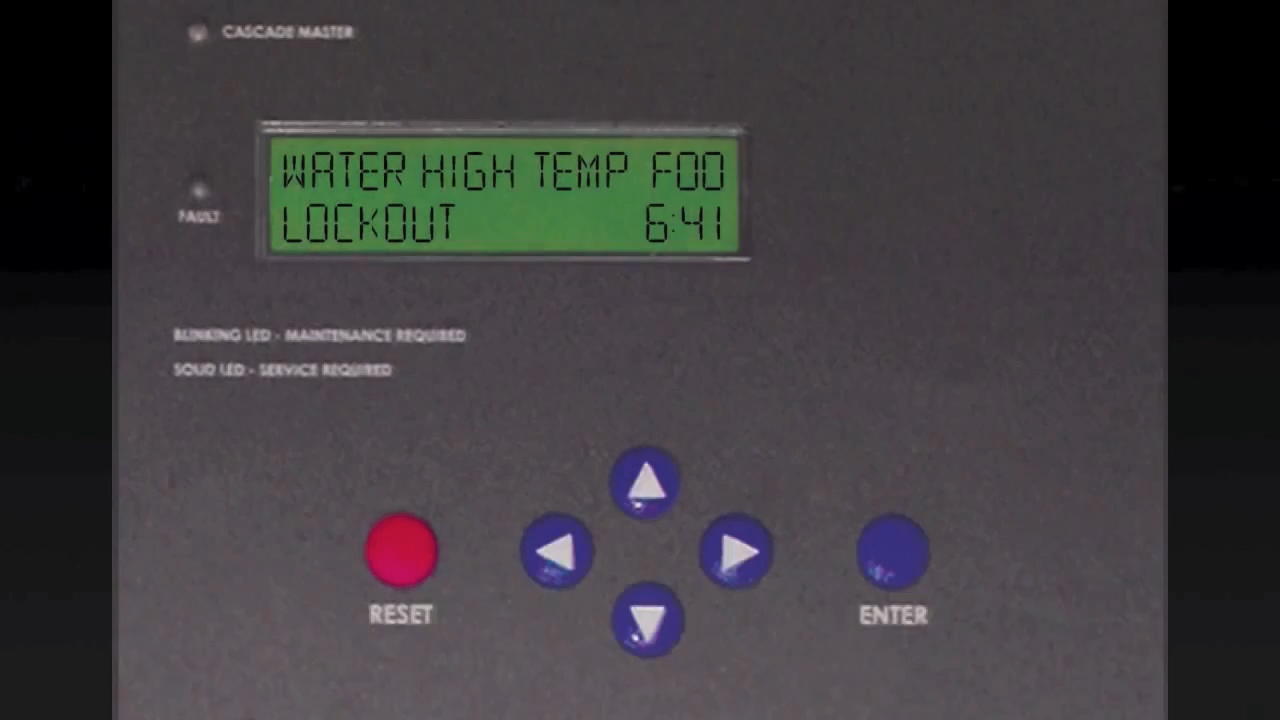 CASCADE MASTER
WATER HIGH TEMP FOO
LOCKOUT 6:41
FAULT
BLINKING LED - MAINTENANCE REQUIRED
SOLID LED - SERVICE REQUIRED
RESET
ENTER